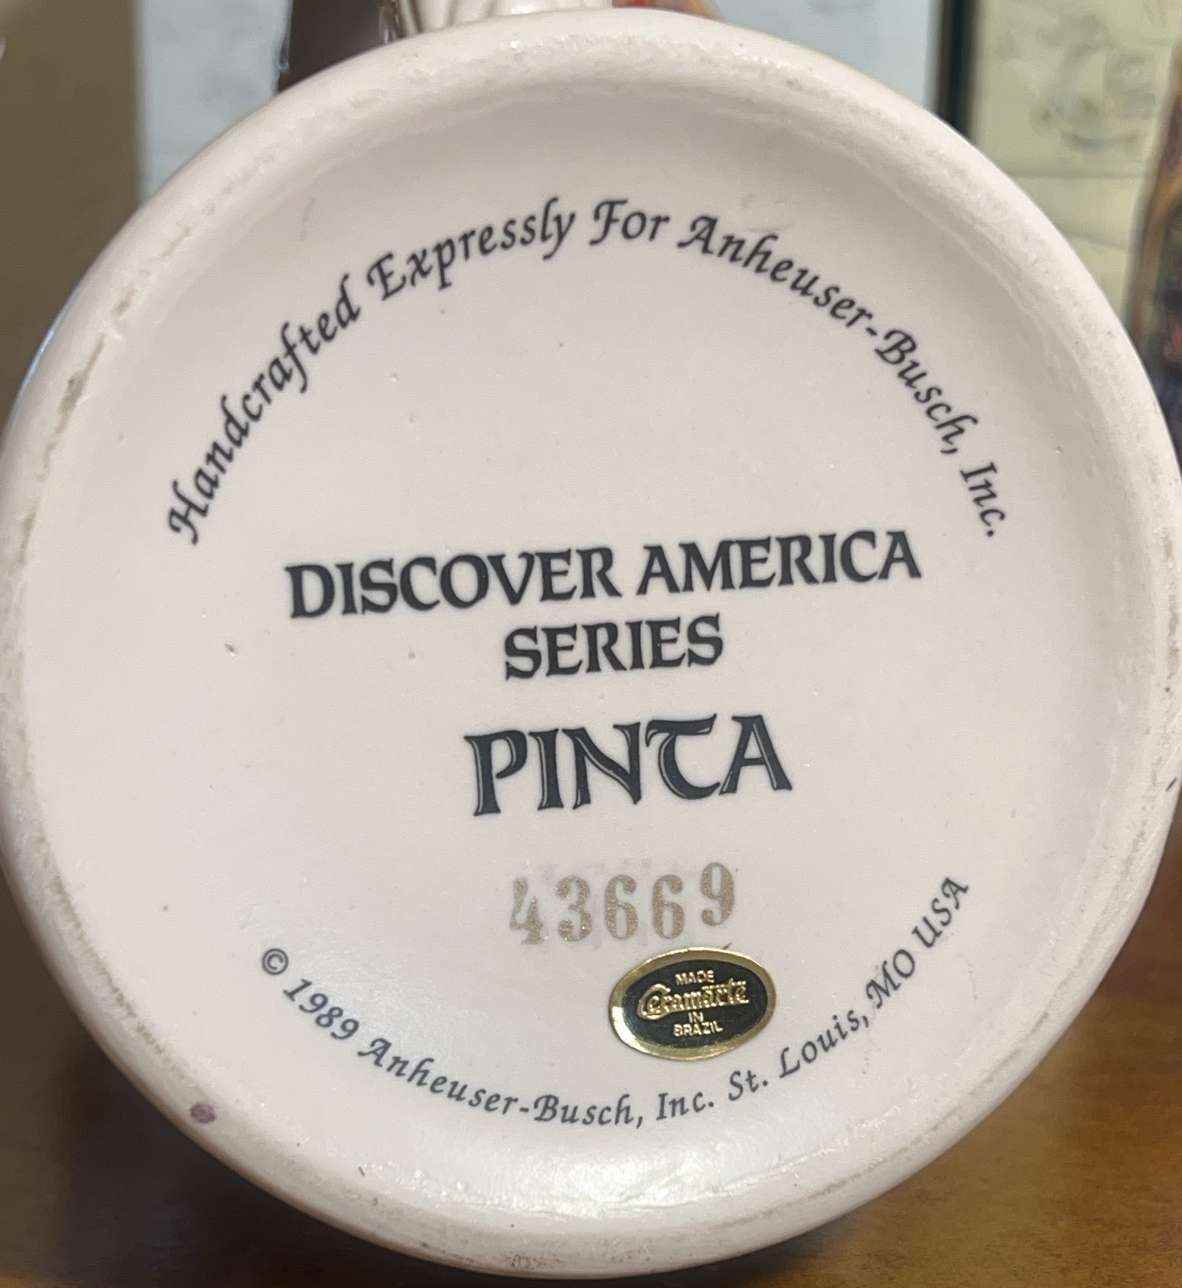 Handcrafted Expressly For Anheuser-Busch, Inc.
DISCOVER AMERICA
SERIES
PINTA
43669
MADE
Ceramarte
IN
BRAZIL
© 1989 Anheuser-Busch, Inc. St. Louis, MO USA